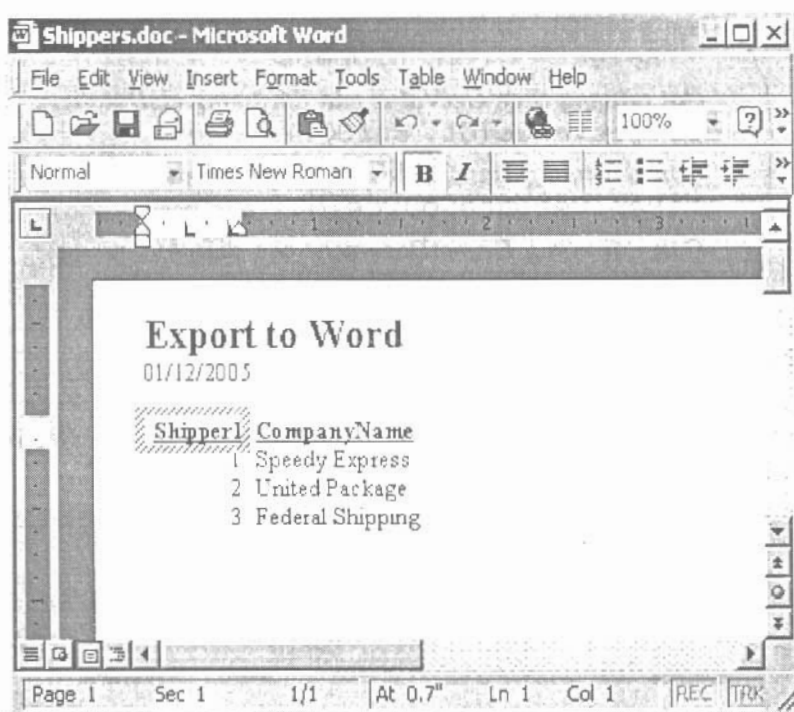 Shippers.doc - Microsoft Word
File Edit View Insert Format Tools Table Window Help
100%
Normal Times New Roman B I
1 2 3
Export to Word
01/12/2005
Shipper1 CompanyName
1 Speedy Express
2 United Package
3 Federal Shipping
1
Page 1 Sec 1 1/1 At 0.7" Ln 1 Col 1 REC TRK